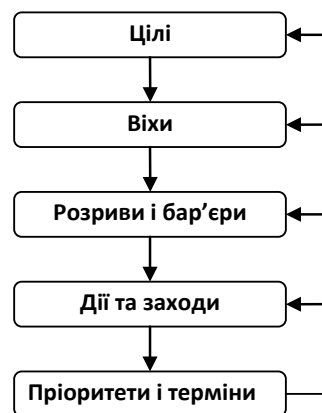 Цілі
Віхи
Розриви і бар’єри
Дії та заходи
Пріоритети і терміни